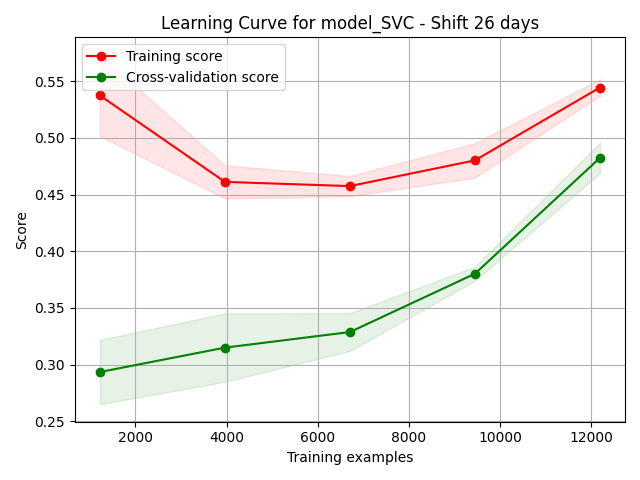 Learning Curve for model_SVC - Shift 26 days
Training score
Cross-validation score
0.55
0.50
0.45
0.40
0.35
0.30
0.25
Score
2000 4000 6000 8000 10000 12000
Training examples